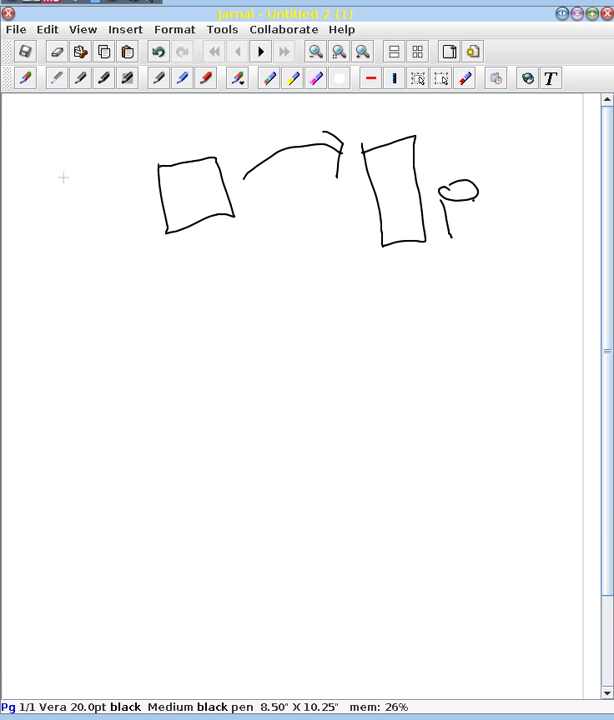 Jarnal - Untitled 2 (1)
File Edit View Insert Format Tools Collaborate Help
T
P
Pg 1/1 Vera 20.0pt black Medium black pen 8.50" X 10.25" mem: 26%